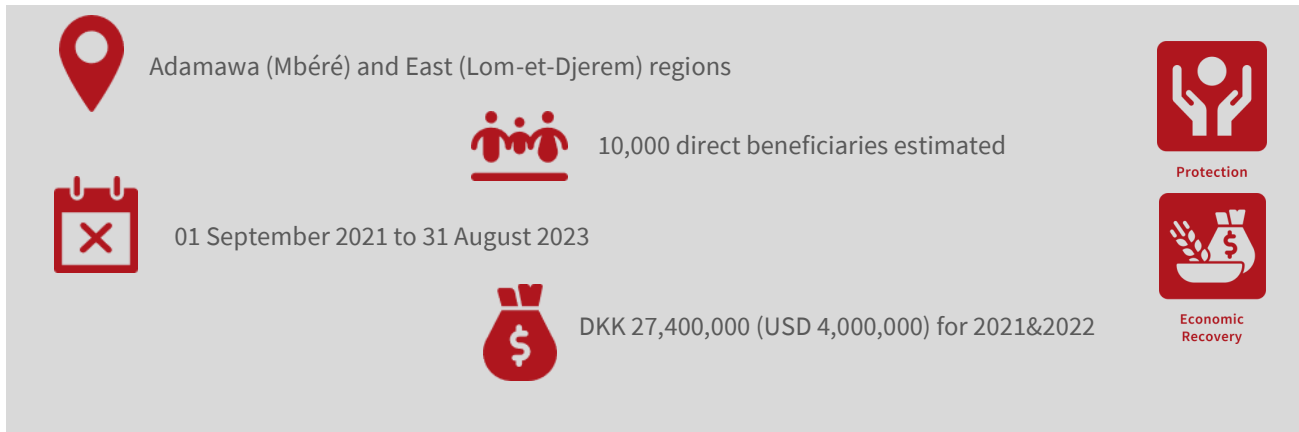 Adamawa (Mbéré) and East (Lom-et-Djerem) regions
10,000 direct beneficiaries estimated
Protection
01 September 2021 to 31 August 2023
$
DKK 27,400,000 (USD 4,000,000) for 2021&2022
$
Economic
Recovery